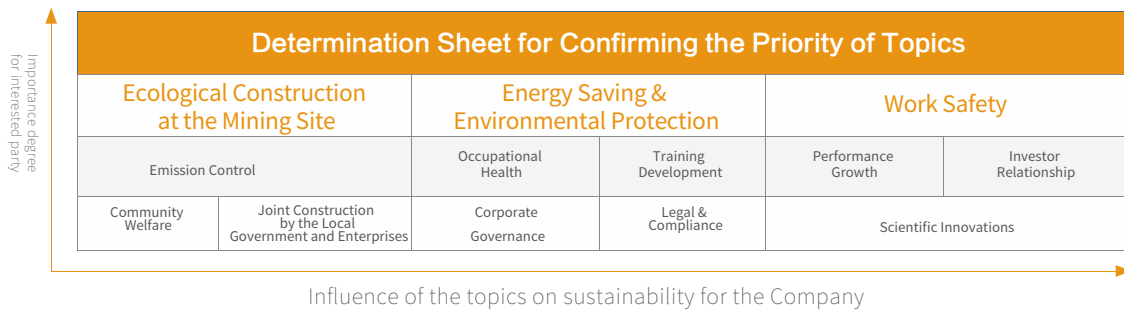 Importance degree
for interested party
Determination Sheet for Confirming the Priority of Topics
Ecological Construction
at the Mining Site
Energy Saving &
Environmental Protection
Work Safety
Emission Control
Occupational
Health
Training
Development
Performance
Growth
Investor
Relationship
Community
Welfare
Joint Construction
by the Local
Government and Enterprises
Corporate
Governance
Legal &
Compliance
Scientific Innovations
Influence of the topics on sustainability for the Company